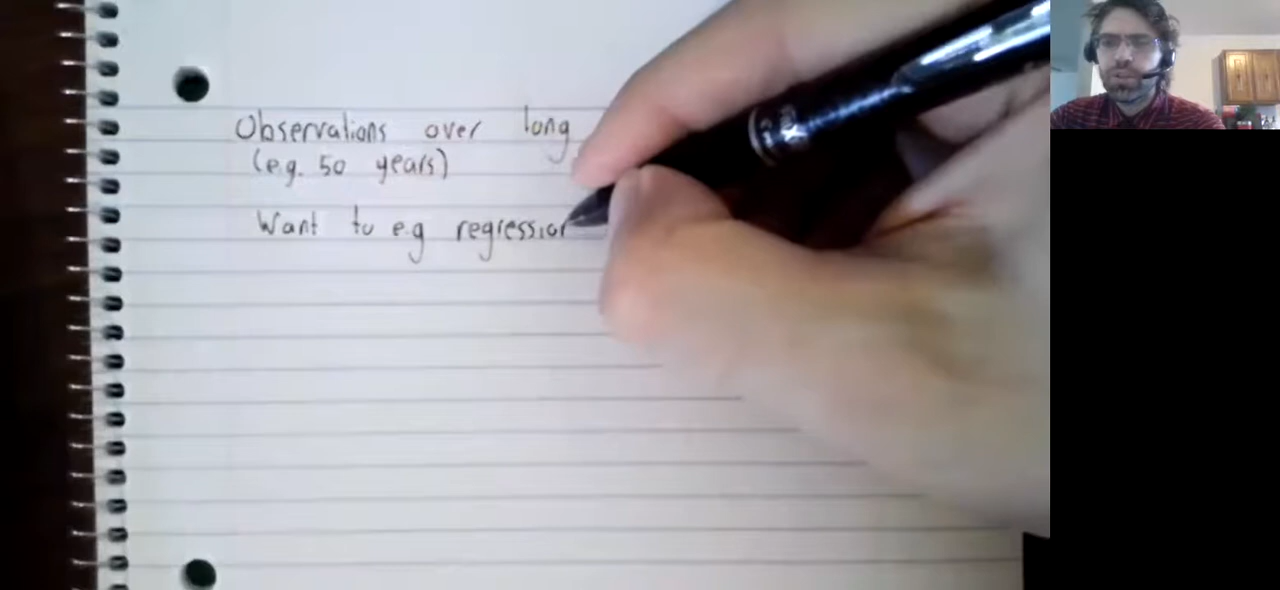 Observations over long
(e.g. 50 years)
Want to e.g regression